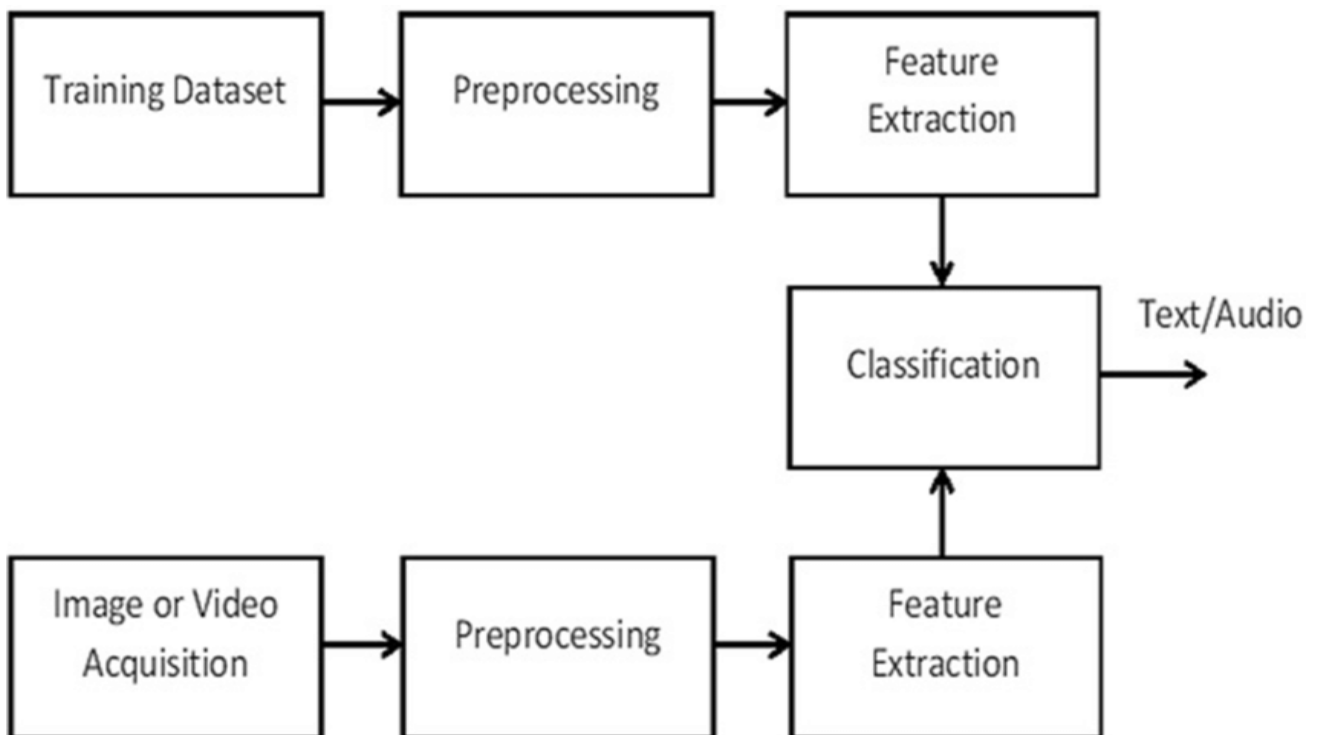 Training Dataset
Preprocessing
Feature
Extraction
Classification
Text/Audio
Image or Video
Acquisition
Preprocessing
Feature
Extraction